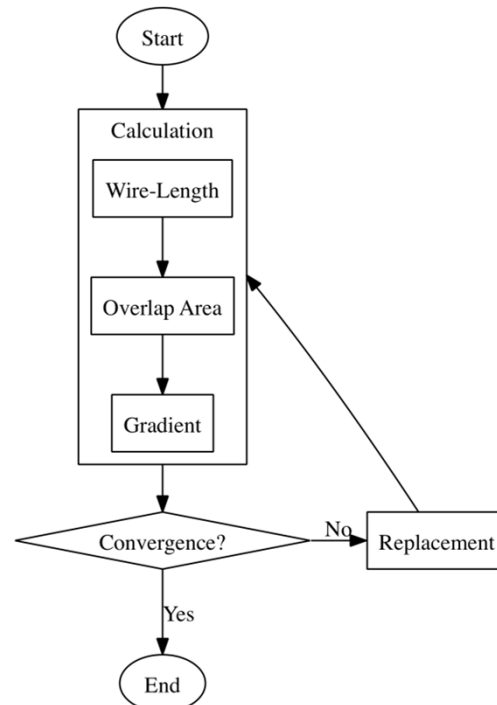 Start
Calculation
Wire-Length
Overlap Area
Gradient
Convergence?
No
Replacement
Yes
End